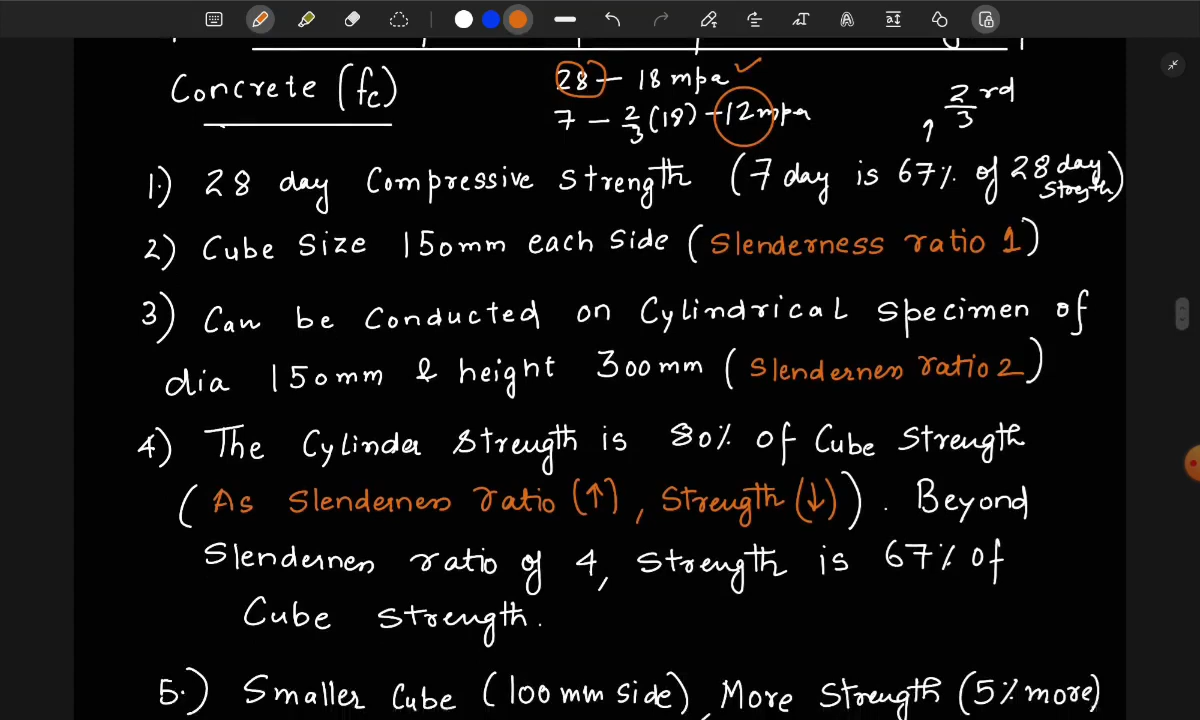 Concrete (fc)
28 - 18 mpa ✓
7 - 2/3 (18) - 12 mpa
↑ 2/3 rd
1.) 28 day Compressive strength (7 day is 67% of 28 day Stregth)
2) Cube Size 150mm each side (Slenderness ratio 1)
3) Can be conducted on Cylindrical specimen of
dia 150mm & height 300mm (Slendernes ratio 2)
4) The Cylinder Strength is 80% of Cube Strength
(As Slenderness ratio (↑), Strength (↓)). Beyond
Slendernes ratio of 4, strength is 67% of
Cube strength.
5.) Smaller Cube (100mm side), More Strength (5% more)